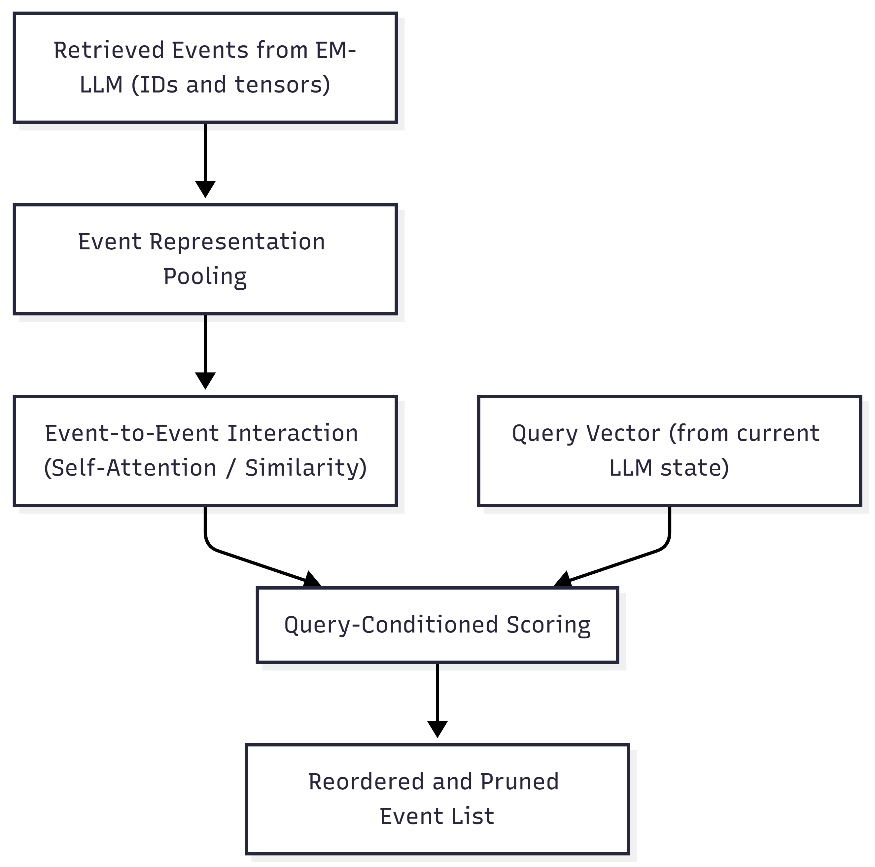 Retrieved Events from EM-
LLM (IDs and tensors)
Event Representation
Pooling
Event-to-Event Interaction
(Self-Attention / Similarity)
Query Vector (from current
LLM state)
Query-Conditioned Scoring
Reordered and Pruned
Event List